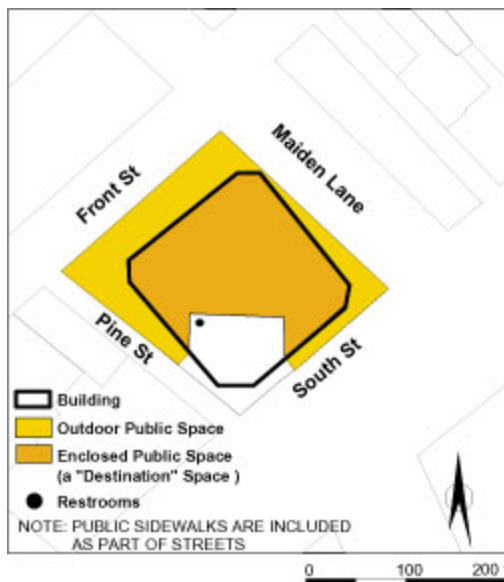 Maiden Lane
Front St
Pine St
South St
Building
Outdoor Public Space
Enclosed Public Space
(a "Destination" Space )
Restrooms
NOTE: PUBLIC SIDEWALKS ARE INCLUDED
AS PART OF STREETS
0 100 200